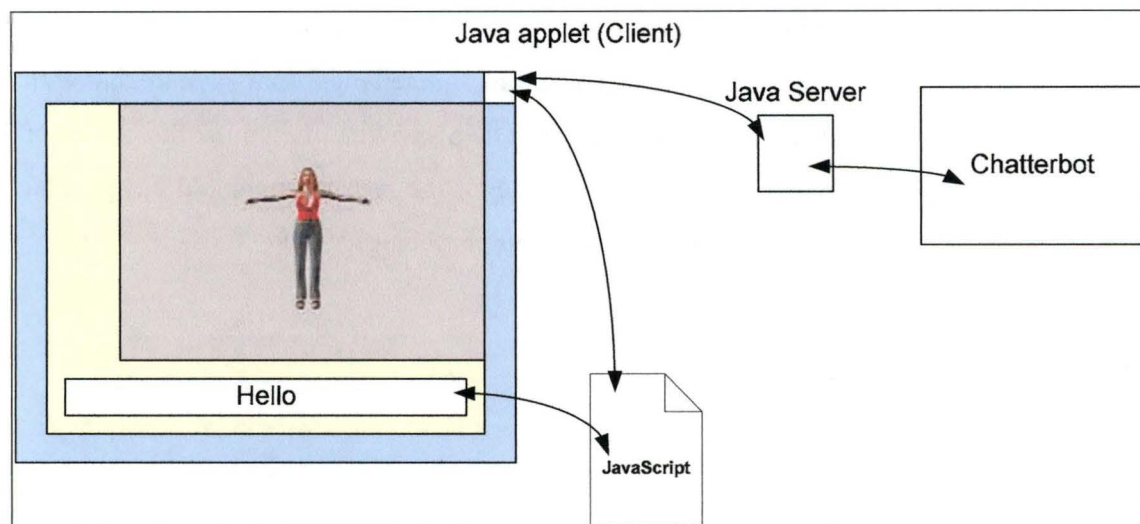 Java applet (Client)
Java Server
Chatterbot
Hello
JavaScript